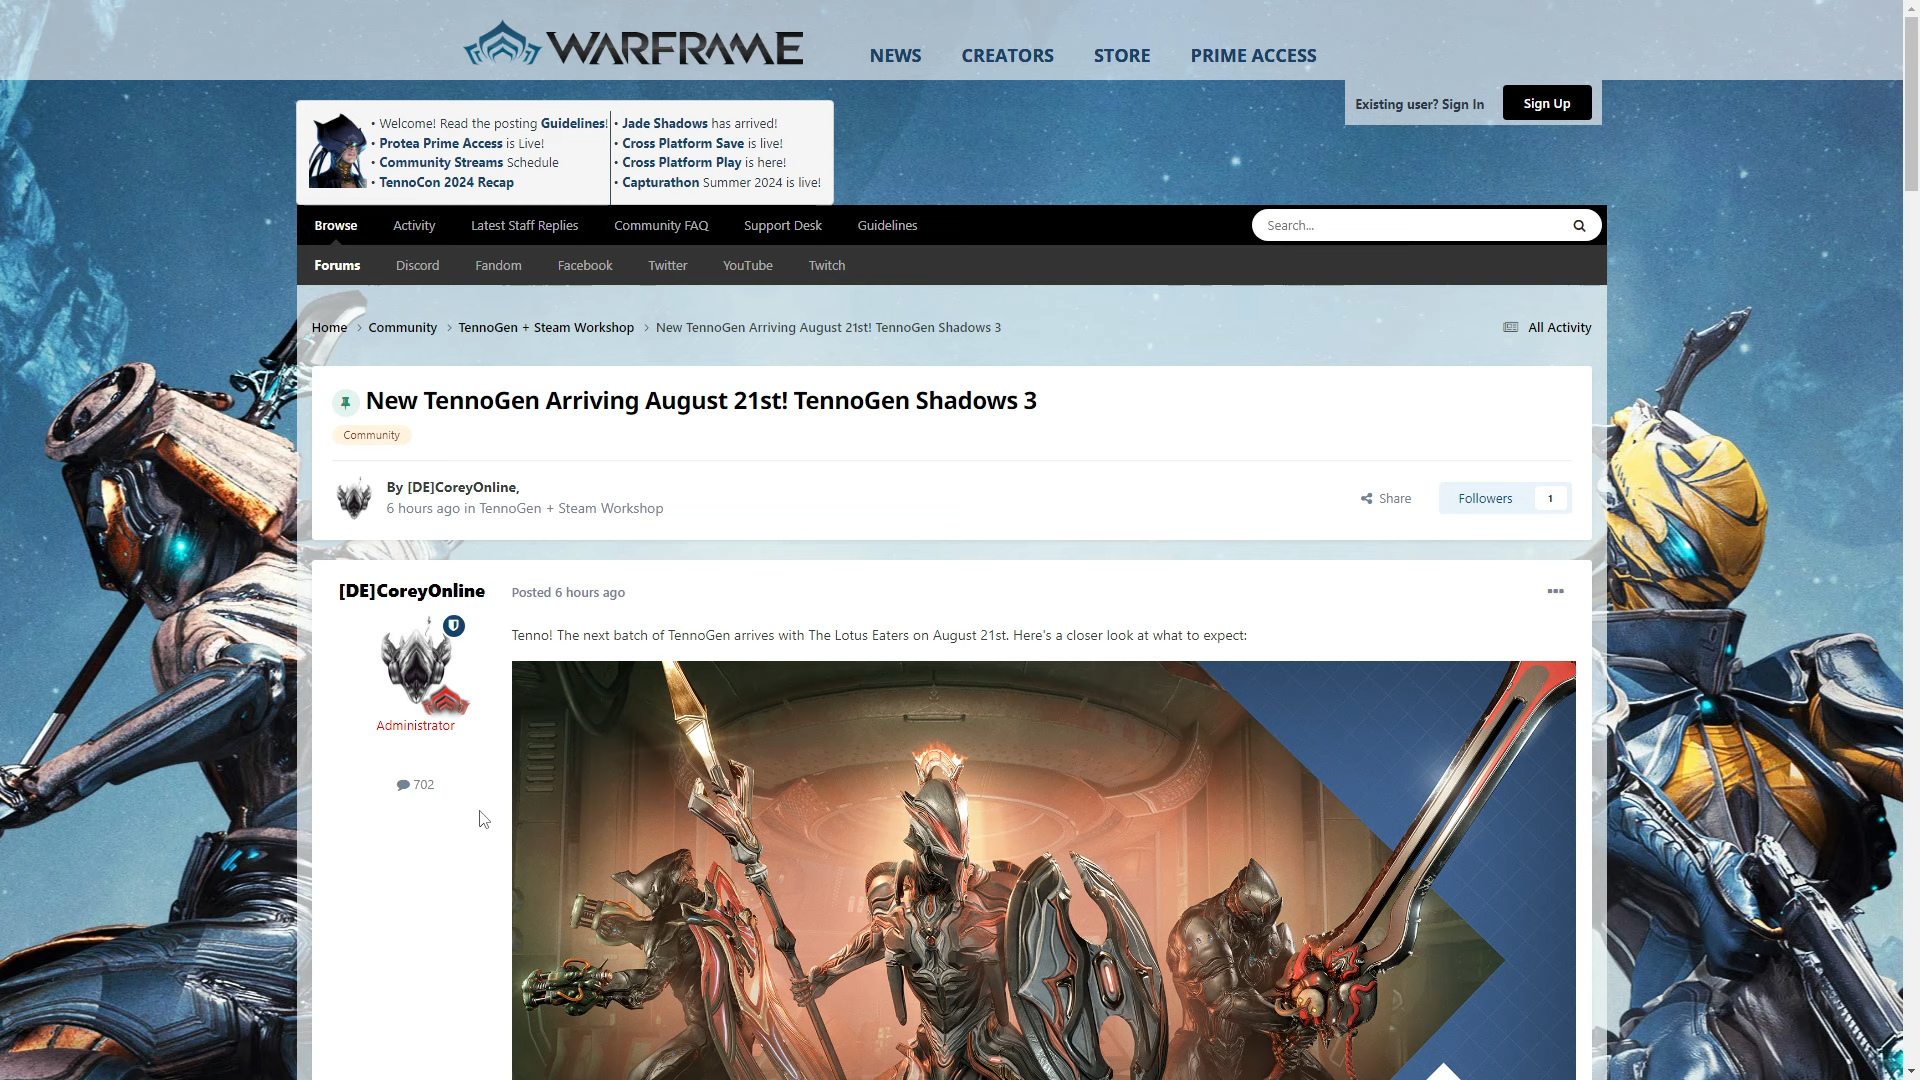 WARFRAME
NEWS
CREATORS
STORE
PRIME ACCESS
Existing user? Sign In
Sign Up
• Welcome! Read the posting Guidelines!
• Protea Prime Access is Live!
• Community Streams Schedule
• TennoCon 2024 Recap
• Jade Shadows has arrived!
• Cross Platform Save is live!
• Cross Platform Play is here!
• Capturathon Summer 2024 is live!
Browse
Activity
Latest Staff Replies
Community FAQ
Support Desk
Guidelines
Search...
Forums
Discord
Fandom
Facebook
Twitter
YouTube
Twitch
Home > Community > TennoGen + Steam Workshop > New TennoGen Arriving August 21st! TennoGen Shadows 3
All Activity
New TennoGen Arriving August 21st! TennoGen Shadows 3
Community
By [DE]CoreyOnline,
6 hours ago in TennoGen + Steam Workshop
Share
Followers
1
[DE]CoreyOnline
Posted 6 hours ago
Tenno! The next batch of TennoGen arrives with The Lotus Eaters on August 21st. Here's a closer look at what to expect:
Administrator
702